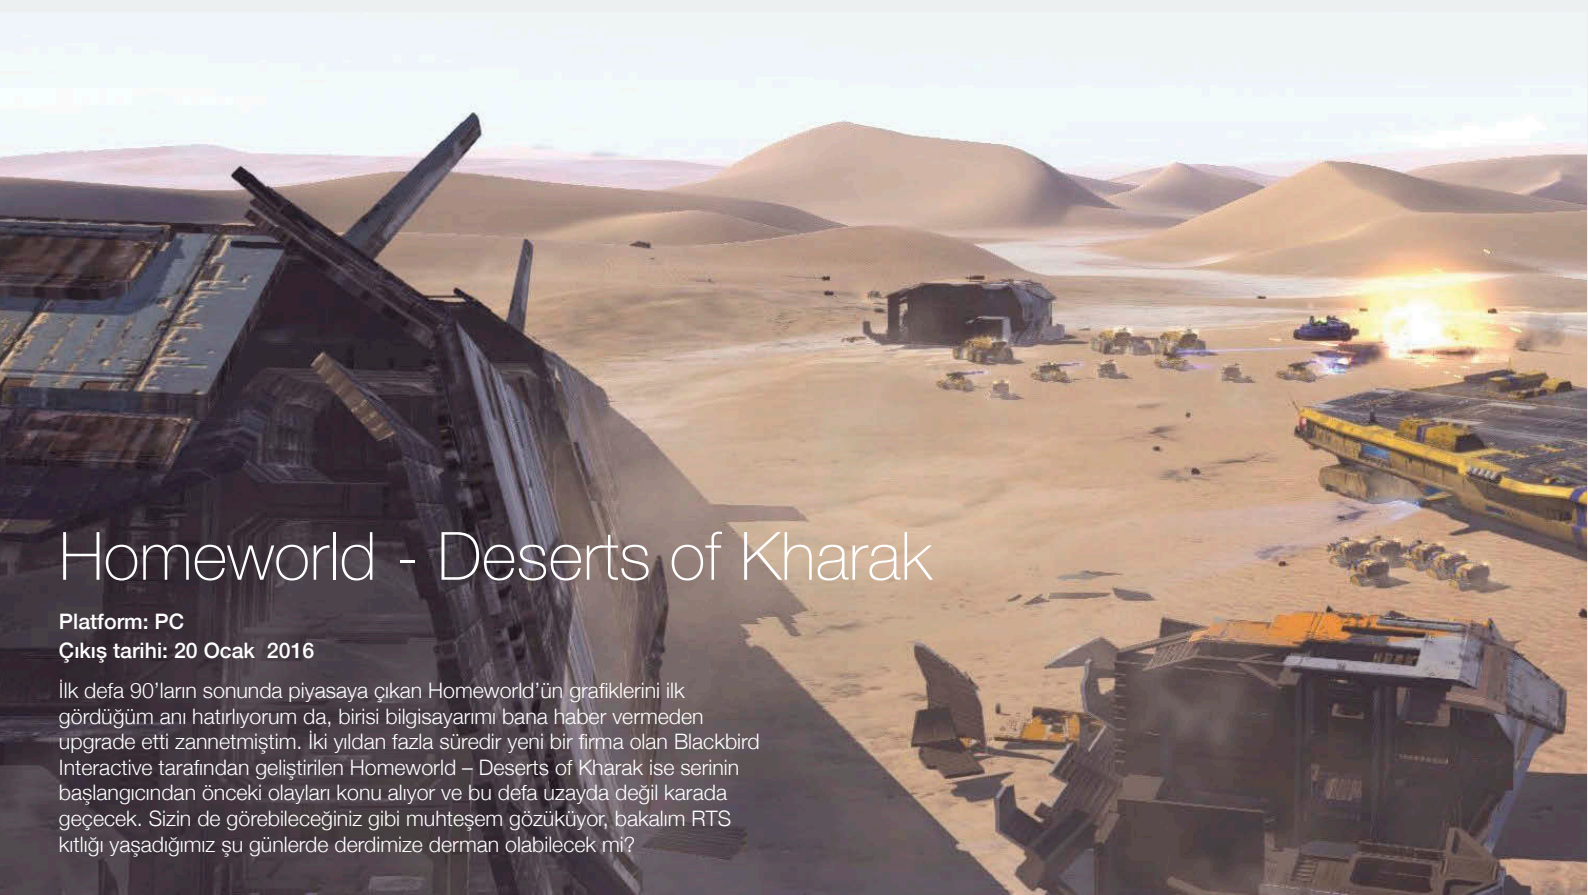 Homeworld - Deserts of Kharak
Platform: PC
Çıkış tarihi: 20 Ocak  2016
İlk defa 90’ların sonunda piyasaya çıkan Homeworld’ün grafiklerini ilk
gördüğüm anı hatırlıyorum da, birisi bilgisayarımı bana haber vermeden
upgrade etti zannetmiştim. İki yıldan fazla süredir yeni bir firma olan Blackbird
Interactive tarafından geliştirilen Homeworld – Deserts of Kharak ise serinin
başlangıcından önceki olayları konu alıyor ve bu defa uzayda değil karada
geçecek. Sizin de görebileceğiniz gibi muhteşem gözüküyor, bakalım RTS
kıtlığı yaşadığımız şu günlerde derdimize derman olabilecek mi?